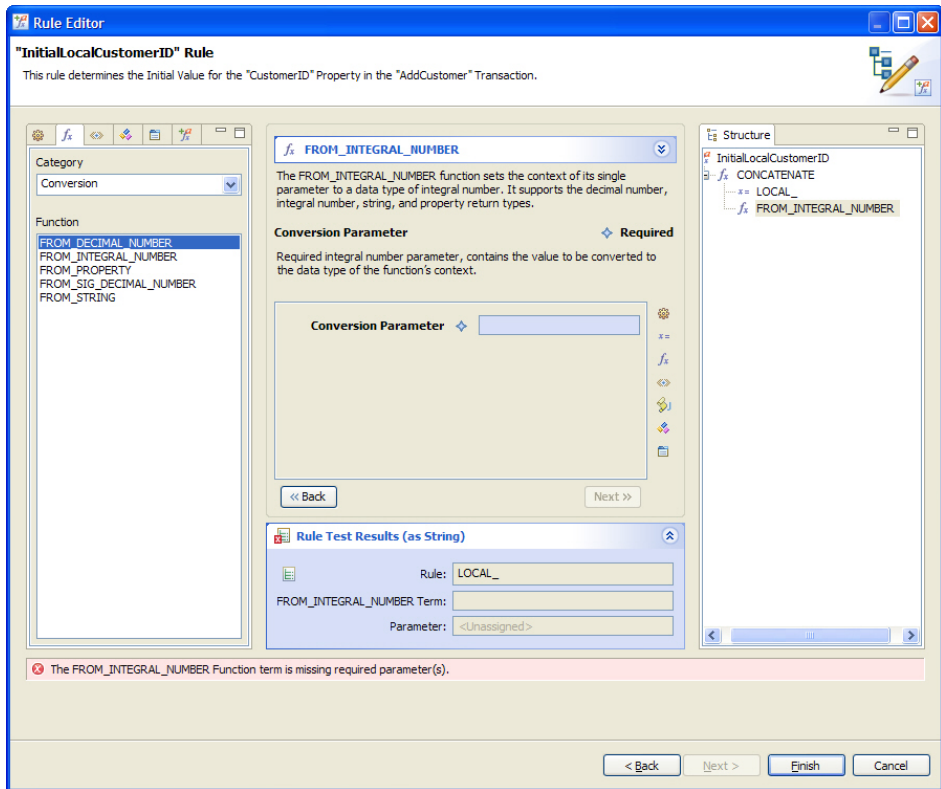 Rule Editor
"InitialLocalCustomerID" Rule
This rule determines the Initial Value for the "CustomerID" Property in the "AddCustomer" Transaction.
Category
Conversion
Function
FROM_DECIMAL_NUMBER
FROM_INTEGRAL_NUMBER
FROM_PROPERTY
FROM_SIG_DECIMAL_NUMBER
FROM_STRING
fx FROM_INTEGRAL_NUMBER
The FROM_INTEGRAL_NUMBER function sets the context of its single
parameter to a data type of integral number. It supports the decimal number,
integral number, string, and property return types.
Conversion Parameter Required
Required integral number parameter, contains the value to be converted to
the data type of the function's context.
Conversion Parameter
<< Back
Next >>
Rule Test Results (as String)
Rule: LOCAL_
FROM_INTEGRAL_NUMBER Term:
Parameter: <Unassigned>
Structure
InitialLocalCustomerID
fx CONCATENATE
x= LOCAL_
fx FROM_INTEGRAL_NUMBER
The FROM_INTEGRAL_NUMBER Function term is missing required parameter(s).
< Back
Next >
Finish
Cancel